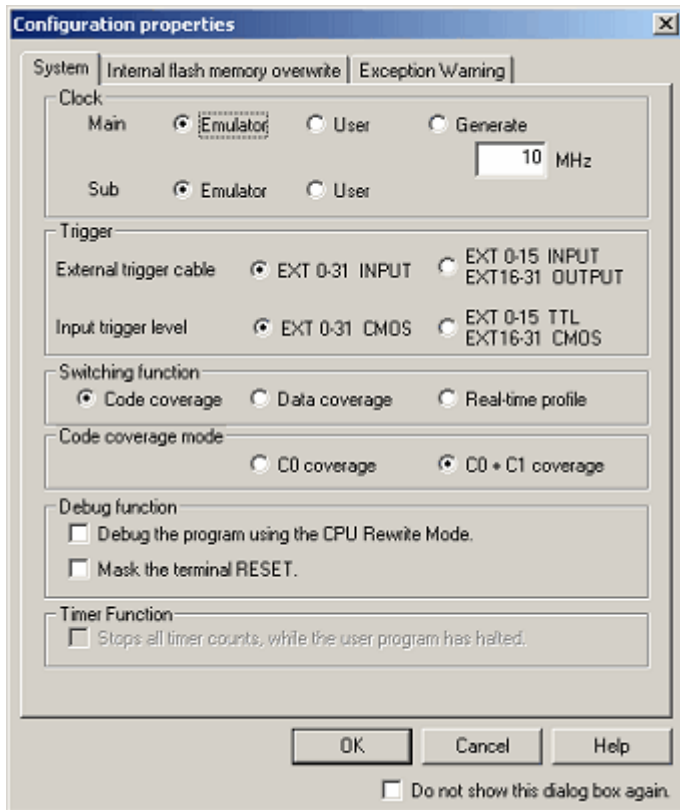 Configuration properties
System Internal flash memory overwrite Exception Warning
Clock
Main Emulator User Generate
10 MHz
Sub Emulator User
Trigger
External trigger cable EXT 0-31 INPUT EXT 0-15 INPUT
EXT16-31 OUTPUT
Input trigger level EXT 0-31 CMOS EXT 0-15 TTL
EXT16-31 CMOS
Switching function
Code coverage Data coverage Real-time profile
Code coverage mode
C0 coverage C0 + C1 coverage
Debug function
Debug the program using the CPU Rewrite Mode.
Mask the terminal RESET.
Timer Function
Stops all timer counts, while the user program has halted.
OK Cancel Help
Do not show this dialog box again.